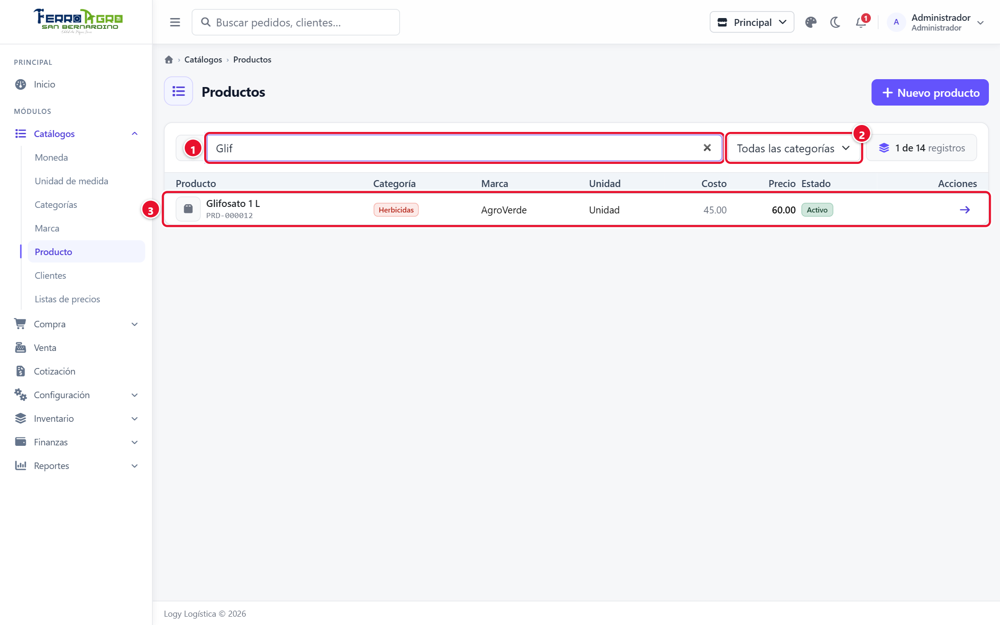 FERRO AGRO
SAN BERNARDINO
Buscar pedidos, clientes...
Principal
1
A
Administrador
Administrador
PRINCIPAL
Inicio
MÓDULOS
Catálogos
Moneda
Unidad de medida
Categorías
Marca
Producto
Clientes
Listas de precios
Compra
Venta
Cotización
Configuración
Inventario
Finanzas
Reportes
› Catálogos › Productos
Productos
Nuevo producto
1
Glif
Todas las categorías
2
1 de 14 registros
Producto Categoría Marca Unidad Costo Precio Estado Acciones
3
Glifosato 1 L
PRD-000012
Herbicidas AgroVerde Unidad 45.00 60.00 Activo
Logy Logística © 2026